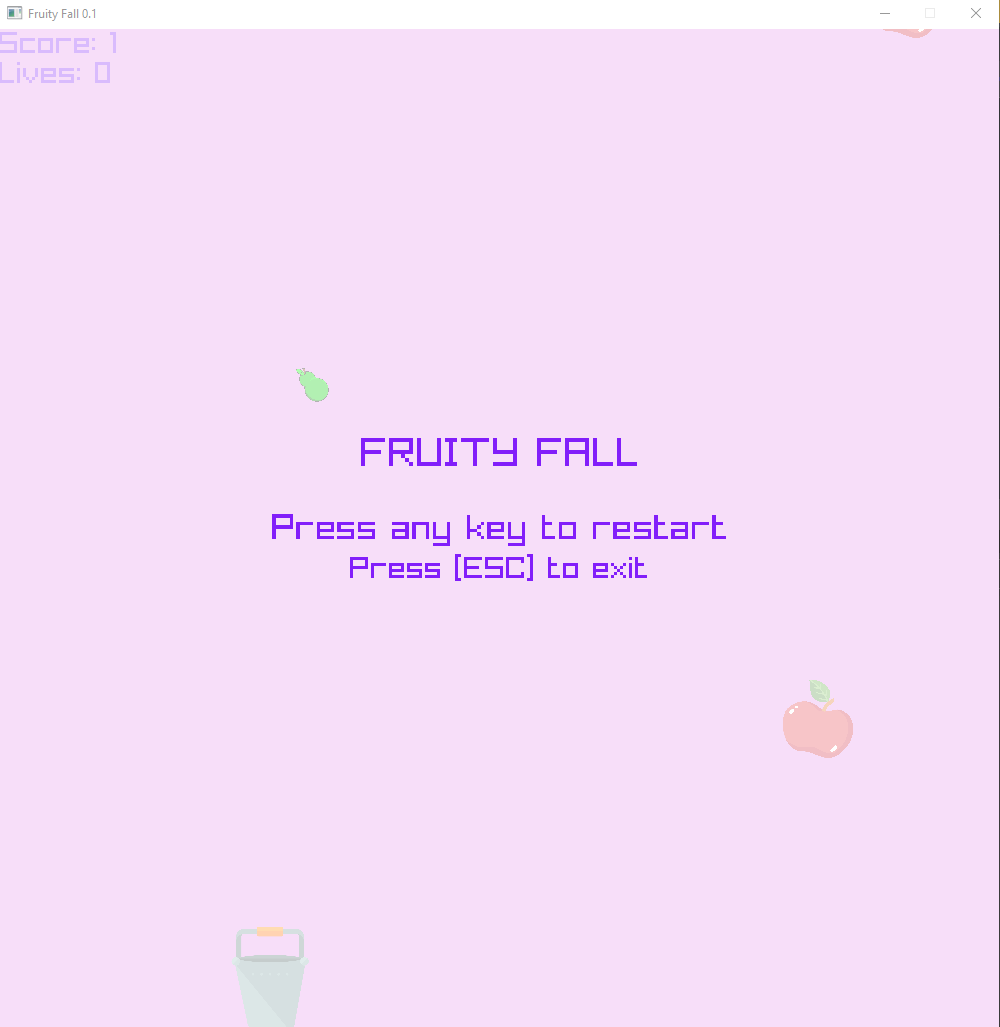 Fruity Fall 0.1
Score: 1
Lives: 0
FRUITY FALL
Press any key to restart
Press [ESC] to exit